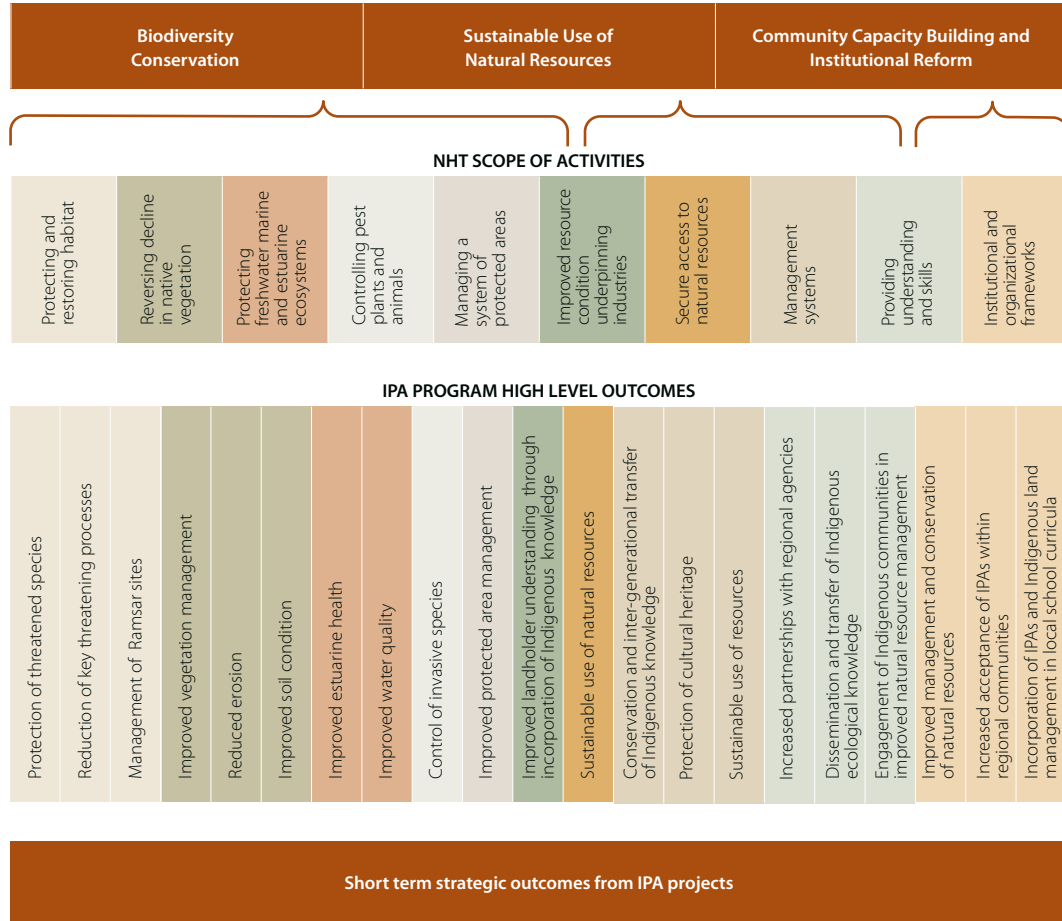 Biodiversity
Conservation
Sustainable Use of
Natural Resources
Community Capacity Building and
Institutional Reform
NHT SCOPE OF ACTIVITIES
Protecting and
restoring habitat
Reversing decline
in native
vegetation
Protecting
freshwater marine
and estuarine
ecosystems
Controlling pest
plants and
animals
Managing a
system of
protected areas
Improved resource
condition
underpinning
industries
Secure access to
natural resources
Management
systems
Providing
understanding
and skills
Institutional and
organizational
frameworks
IPA PROGRAM HIGH LEVEL OUTCOMES
Protection of threatened species
Reduction of key threatening processes
Management of Ramsar sites
Improved vegetation management
Reduced erosion
Improved soil condition
Improved estuarine health
Improved water quality
Control of invasive species
Improved protected area management
Improved landholder understanding through
incorporation of Indigenous knowledge
Sustainable use of natural resources
Conservation and inter-generational transfer
of Indigenous knowledge
Protection of cultural heritage
Sustainable use of resources
Increased partnerships with regional agencies
Dissemination and transfer of Indigenous
ecological knowledge
Engagement of Indigenous communities in
improved natural resource management
Improved management and conservation
of natural resources
Increased acceptance of IPAs within
regional communities
Incorporation of IPAs and Indigenous land
management in local school curricula
Short term strategic outcomes from IPA projects